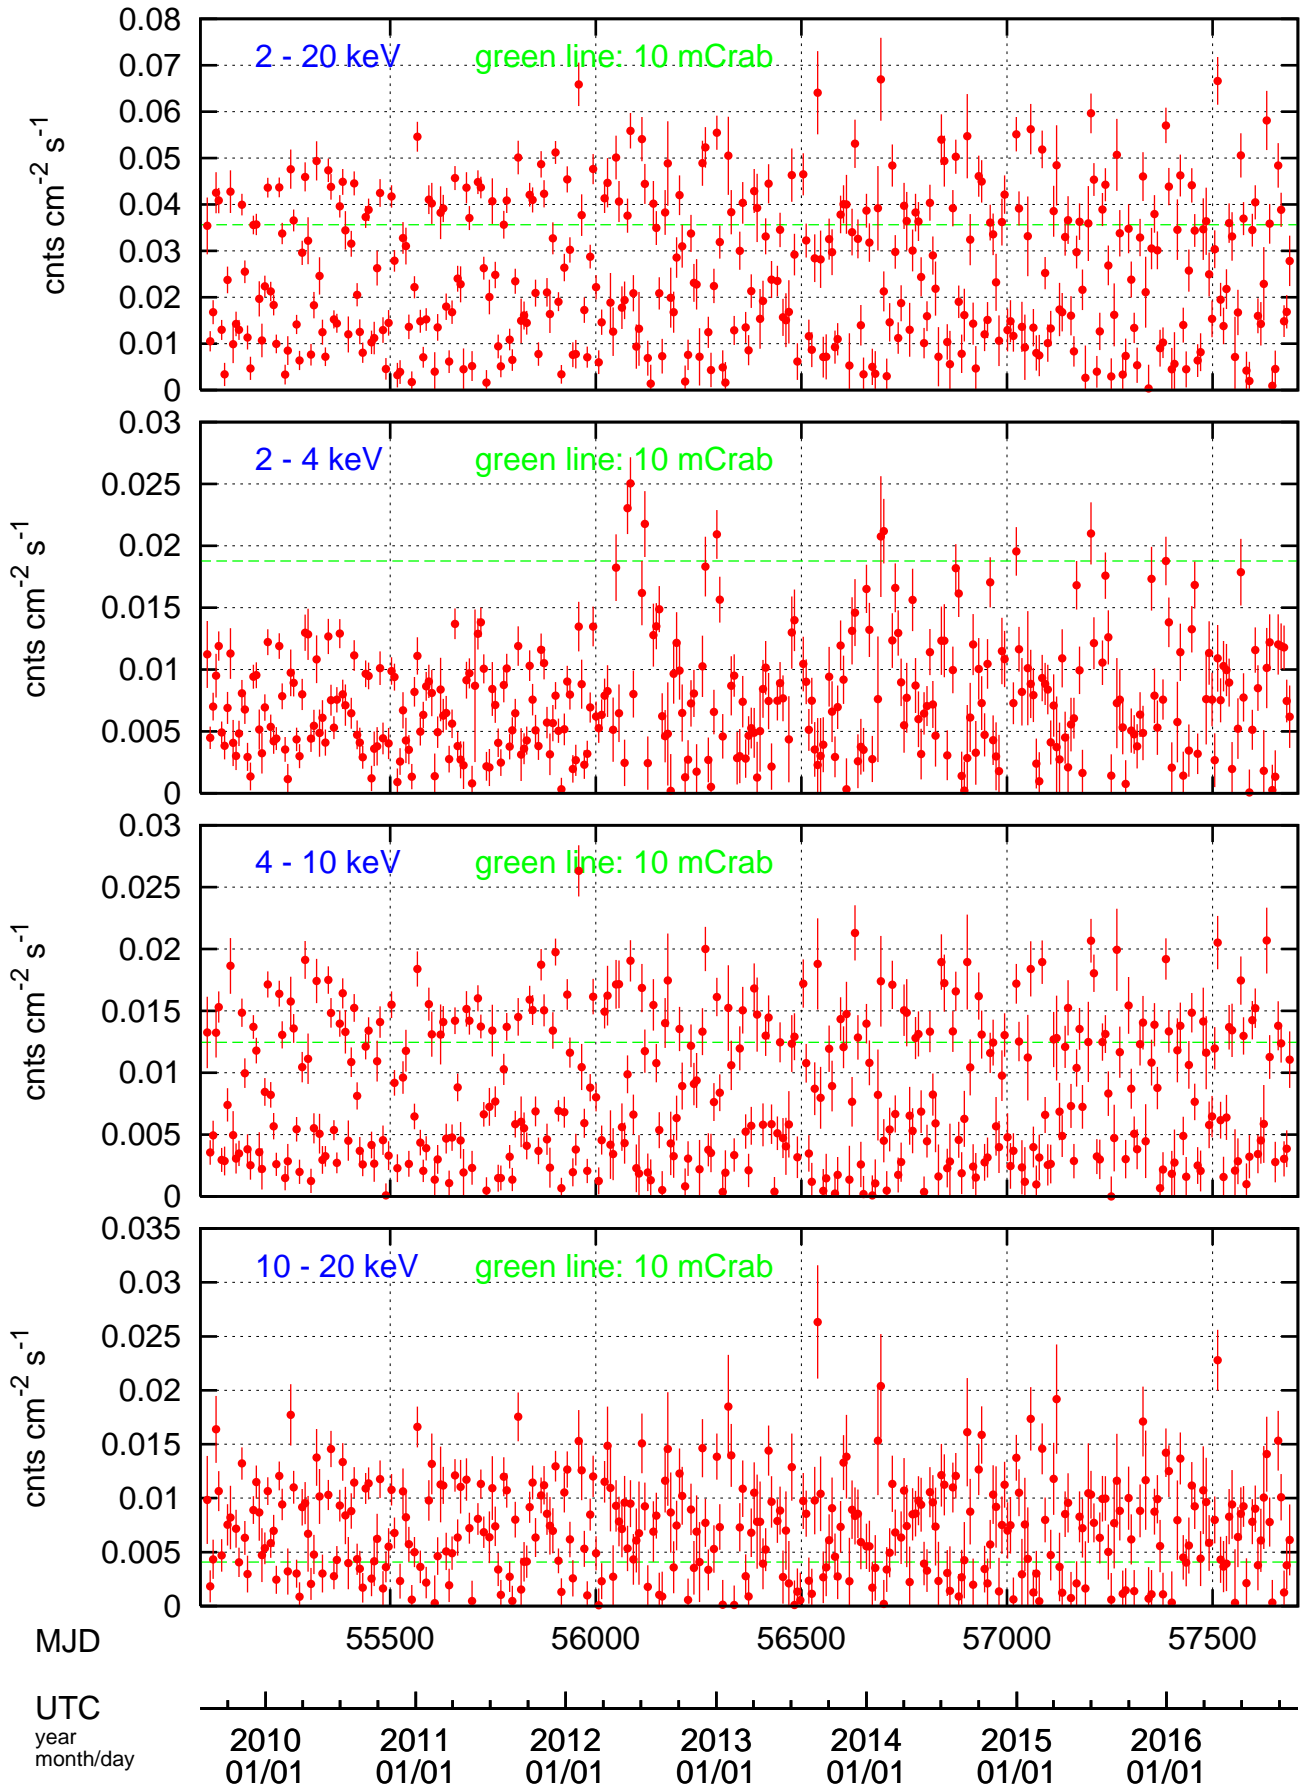 0.08
0.07
0.06
0.05
0.04
0.03
0.02
0.01
0
cnts cm-2 s-1
2 - 20 keV green line: 10 mCrab
0.03
0.025
0.02
0.015
0.01
0.005
0
cnts cm-2 s-1
2 - 4 keV green line: 10 mCrab
0.03
0.025
0.02
0.015
0.01
0.005
0
cnts cm-2 s-1
4 - 10 keV green line: 10 mCrab
0.035
0.03
0.025
0.02
0.015
0.01
0.005
0
cnts cm-2 s-1
10 - 20 keV green line: 10 mCrab
MJD 55500 56000 56500 57000 57500
UTC
year
month/day
2010 2011 2012 2013 2014 2015 2016
01/01 01/01 01/01 01/01 01/01 01/01 01/01